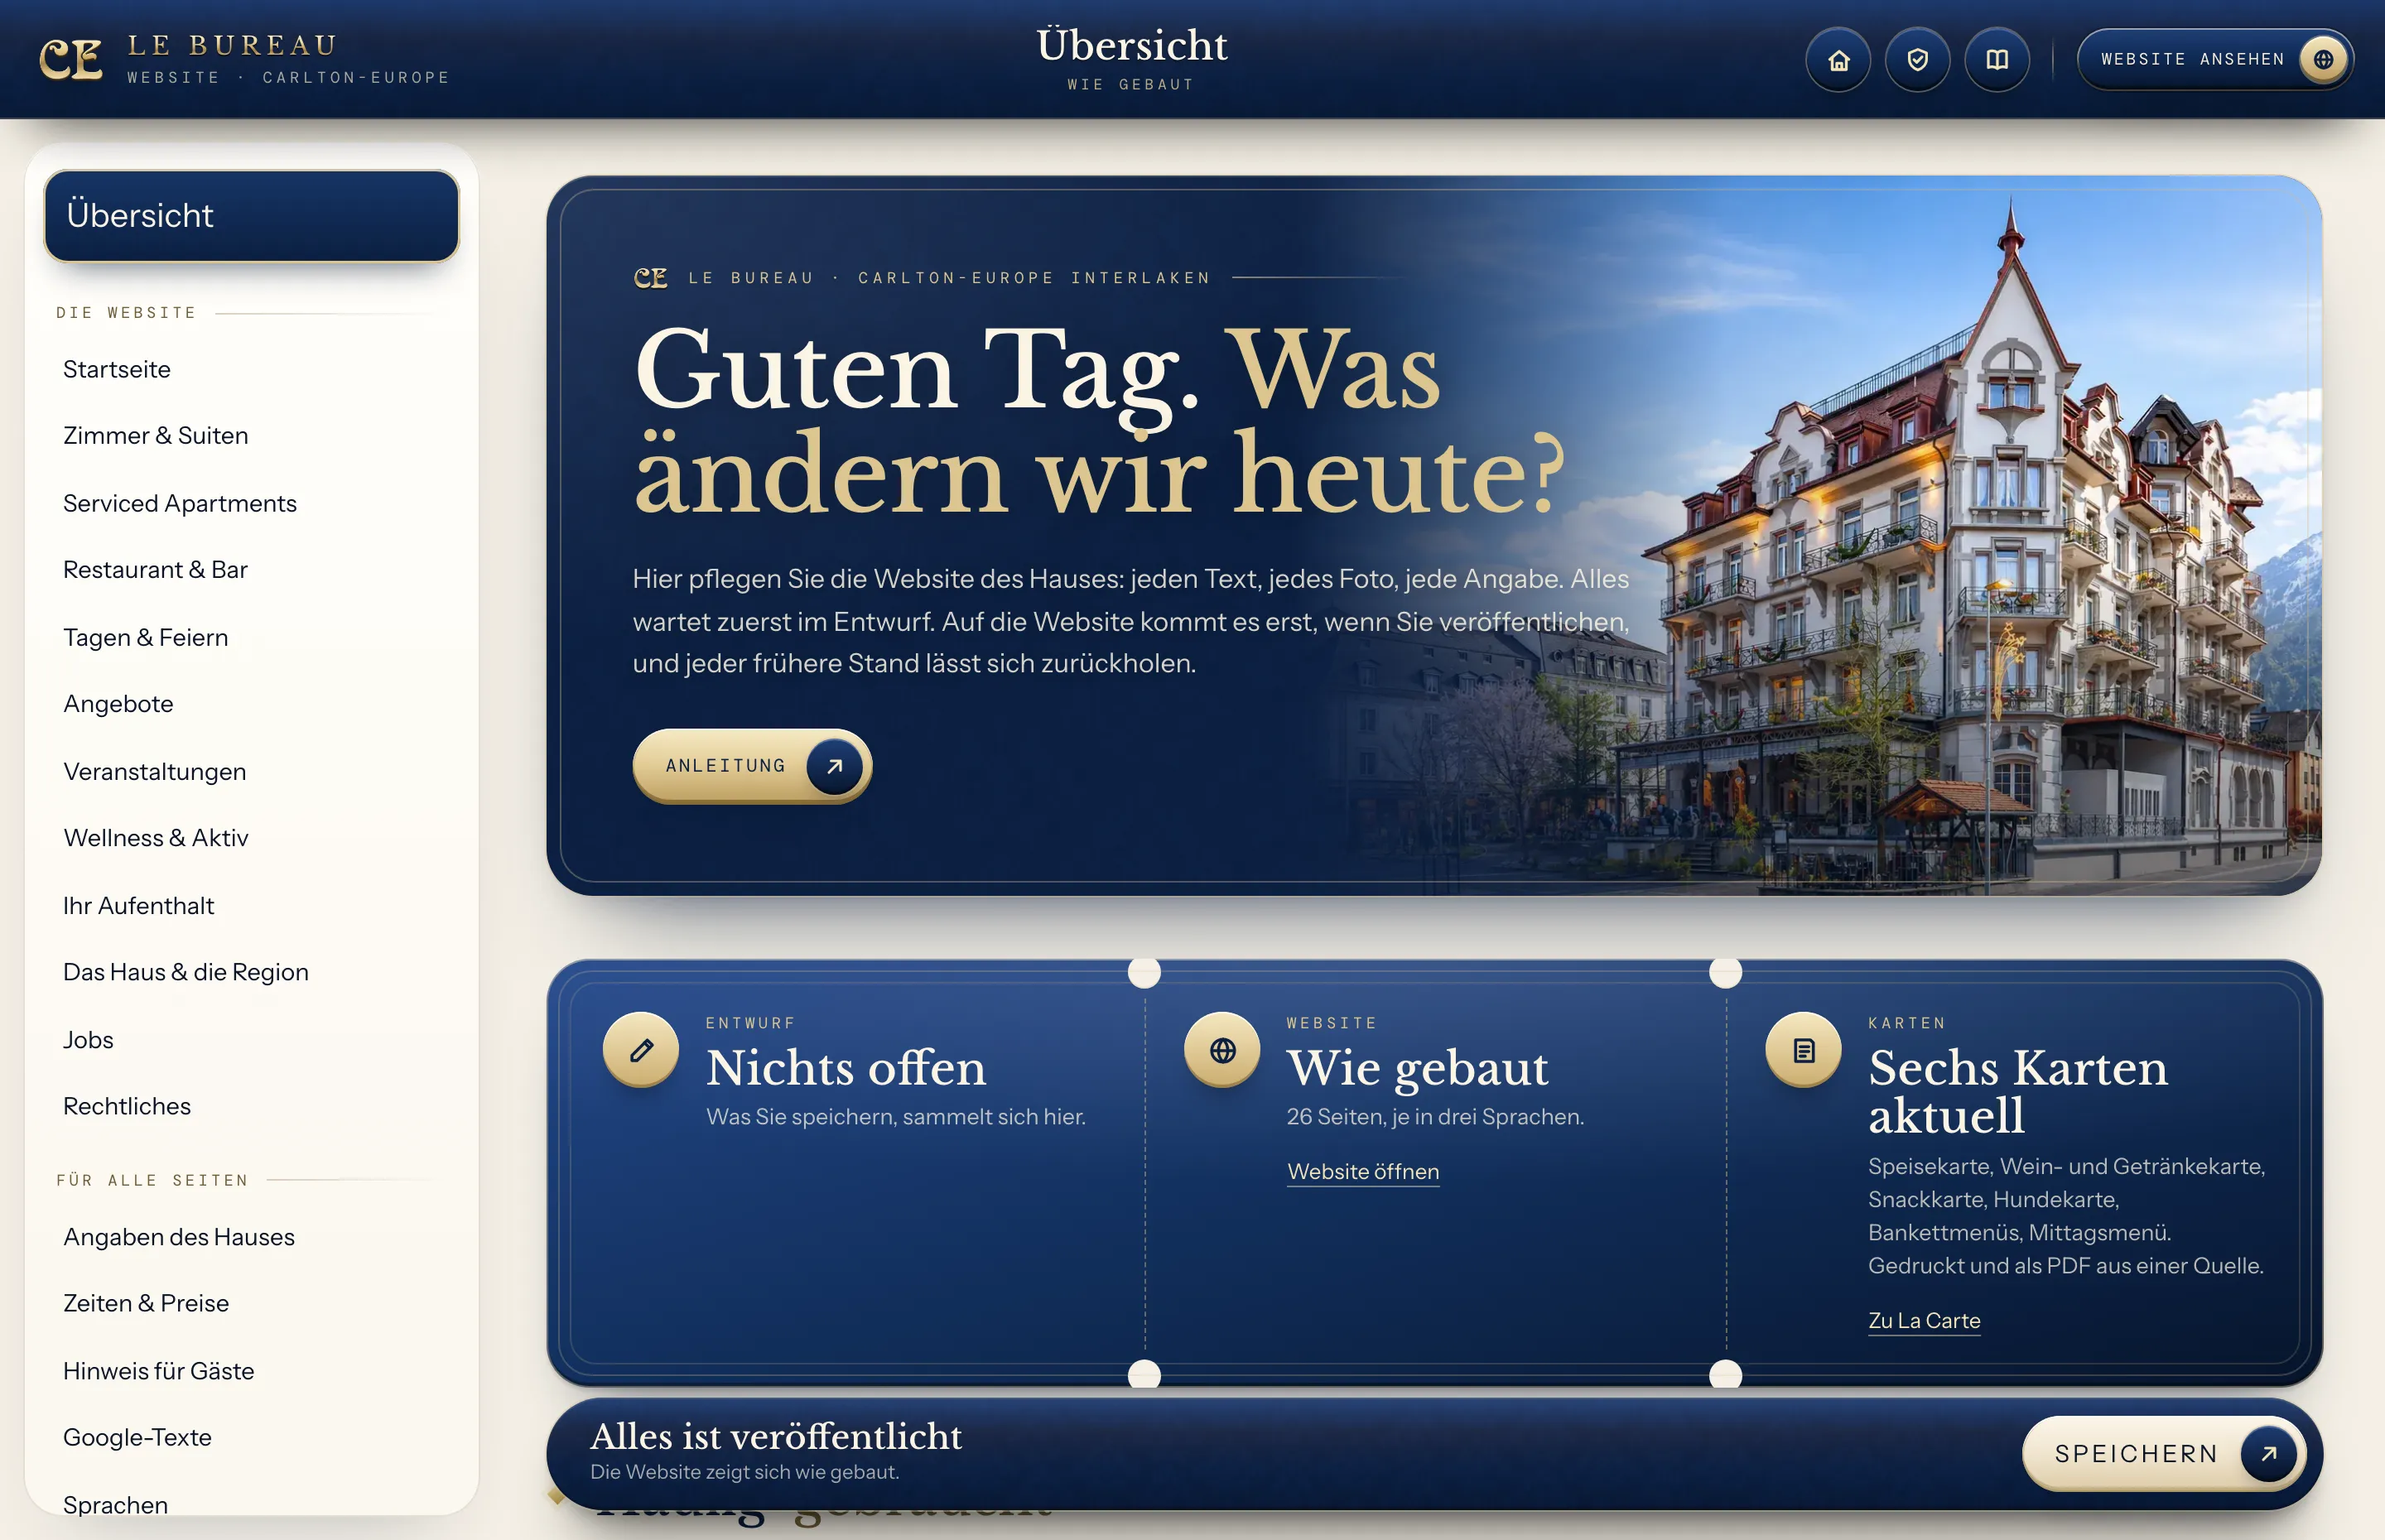 CE LE BUREAU
WEBSITE · CARLTON-EUROPE
Übersicht
WIE GEBAUT
WEBSITE ANSEHEN
Übersicht
DIE WEBSITE
Startseite
Zimmer & Suiten
Serviced Apartments
Restaurant & Bar
Tagen & Feiern
Angebote
Veranstaltungen
Wellness & Aktiv
Ihr Aufenthalt
Das Haus & die Region
Jobs
Rechtliches
FÜR ALLE SEITEN
Angaben des Hauses
Zeiten & Preise
Hinweis für Gäste
Google-Texte
Sprachen
CE LE BUREAU · CARLTON-EUROPE INTERLAKEN
Guten Tag. Was
ändern wir heute?
Hier pflegen Sie die Website des Hauses: jeden Text, jedes Foto, jede Angabe. Alles
wartet zuerst im Entwurf. Auf die Website kommt es erst, wenn Sie veröffentlichen,
und jeder frühere Stand lässt sich zurückholen.
ANLEITUNG
ENTWURF
Nichts offen
Was Sie speichern, sammelt sich hier.
WEBSITE
Wie gebaut
26 Seiten, je in drei Sprachen.
Website öffnen
KARTEN
Sechs Karten
aktuell
Speisekarte, Wein- und Getränkekarte,
Snackkarte, Hundekarte,
Bankettmenüs, Mittagsmenü.
Gedruckt und als PDF aus einer Quelle.
Zu La Carte
Alles ist veröffentlicht
Die Website zeigt sich wie gebaut.
SPEICHERN